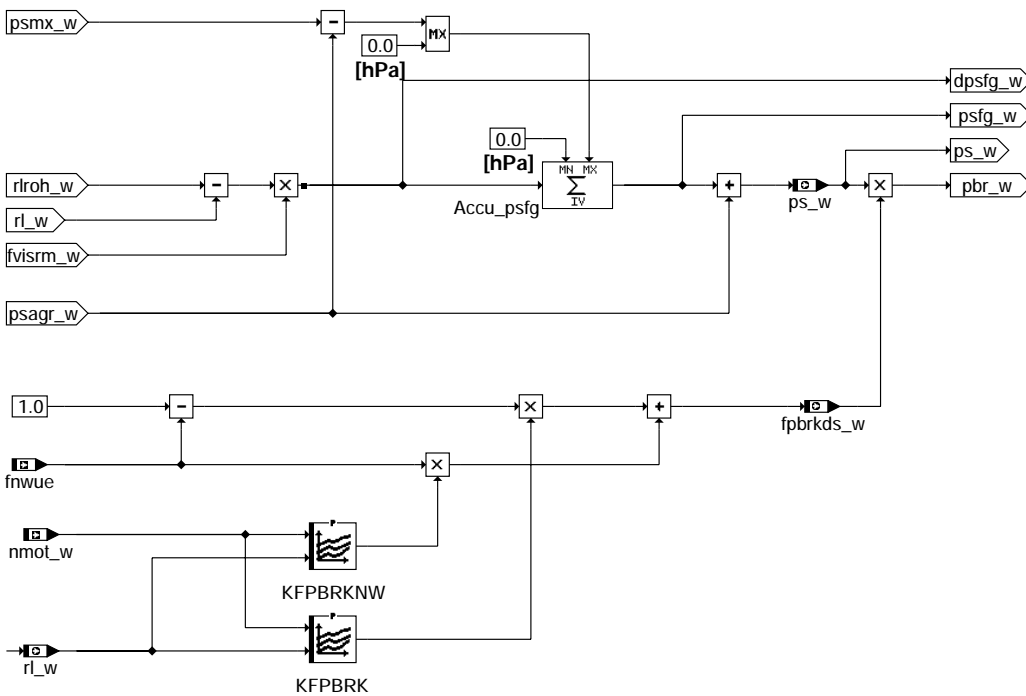 psmx_w
MX
0.0
[hPa]
dpsfg_w
psfg_w
0.0
[hPa]
ps_w
MN MX
rlroh_w
Σ
IV
pbr_w
Accu_psfg
ps_w
rl_w
fvisrm_w
psagr_w
1.0
fpbrkds_w
fnwue
P
nmot_w
KFPBRKNW
P
rl_w
KFPBRK